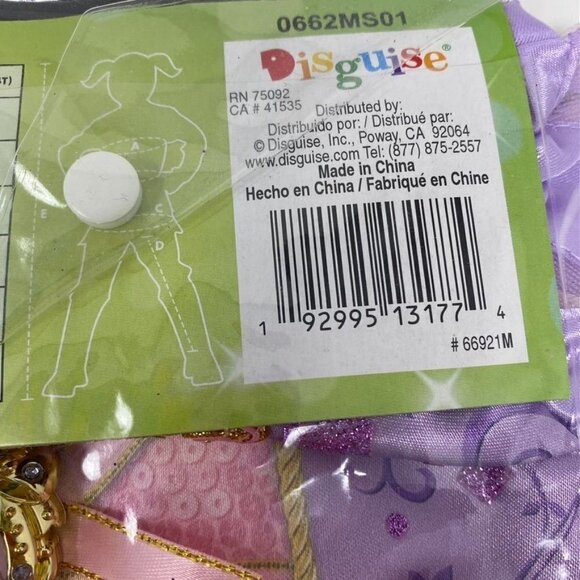 0662MS01
Disguise®
RN 75092
CA # 41535
Distributed by:
Distribuido por: / Distribué par:
© Disguise, Inc., Poway, CA 92064
www.disguise.com Tel: (877) 875-2557
Made in China
Hecho en China / Fabriqué en Chine
1 92995 13177 4
# 66921M
A
E
C
D